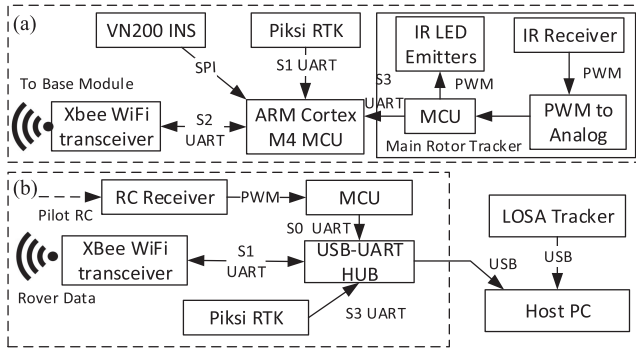 (a)
VN200 INS
Piksi RTK
IR LED
Emitters
IR Receiver
SPI
S1 UART
S3
UART
PWM
PWM
To Base Module
Xbee WiFi
transceiver
S2
UART
ARM Cortex
M4 MCU
MCU
PWM to
Analog
Main Rotor Tracker
(b)
Pilot RC
RC Receiver
PWM
MCU
LOSA Tracker
S0 UART
XBee WiFi
transceiver
S1
UART
USB-UART
HUB
USB
USB
Rover Data
Piksi RTK
S3 UART
Host PC